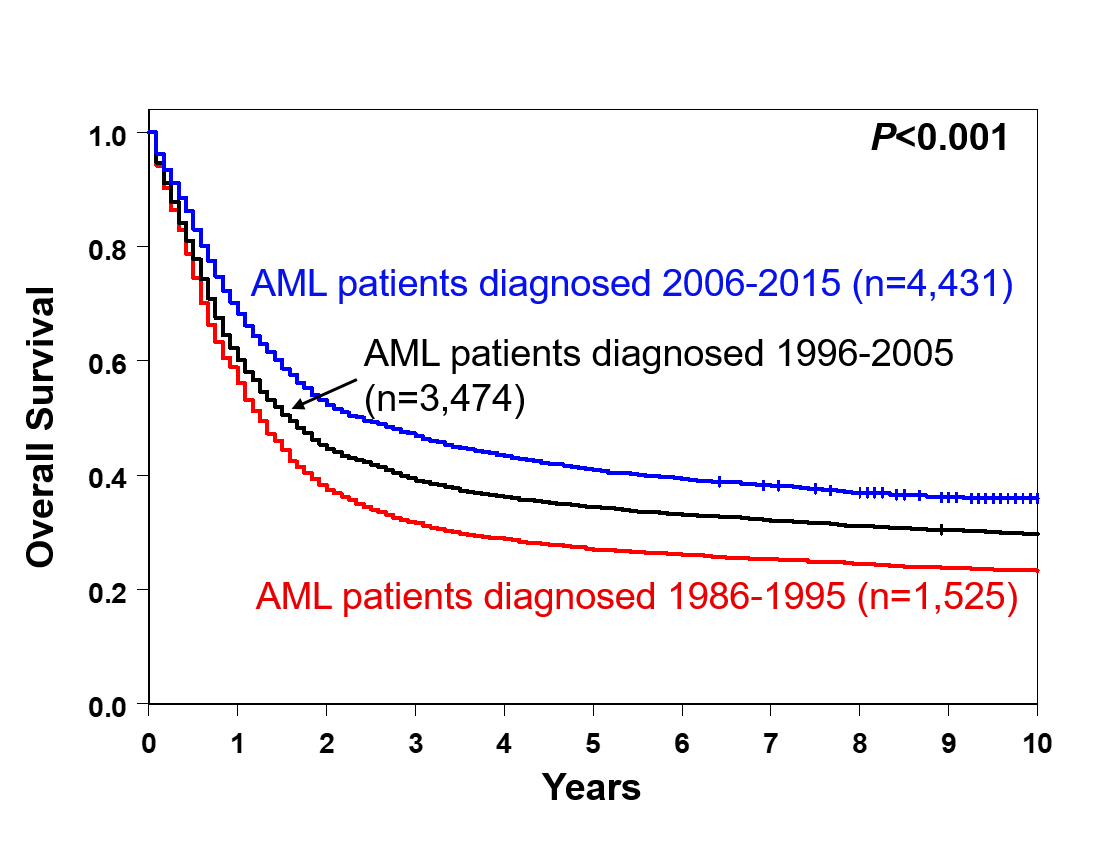 P<0.001
1.0
0.8
0.6
0.4
0.2
0.0
Overall Survival
AML patients diagnosed 2006-2015 (n=4,431)
AML patients diagnosed 1996-2005
(n=3,474)
AML patients diagnosed 1986-1995 (n=1,525)
0 1 2 3 4 5 6 7 8 9 10
Years